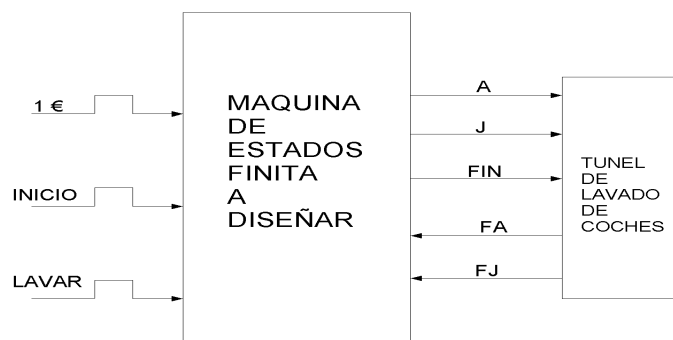 1 €
INICIO
LAVAR
MAQUINA
DE
ESTADOS
FINITA
A
DISEÑAR
A
J
FIN
FA
FJ
TUNEL
DE
LAVADO
DE
COCHES